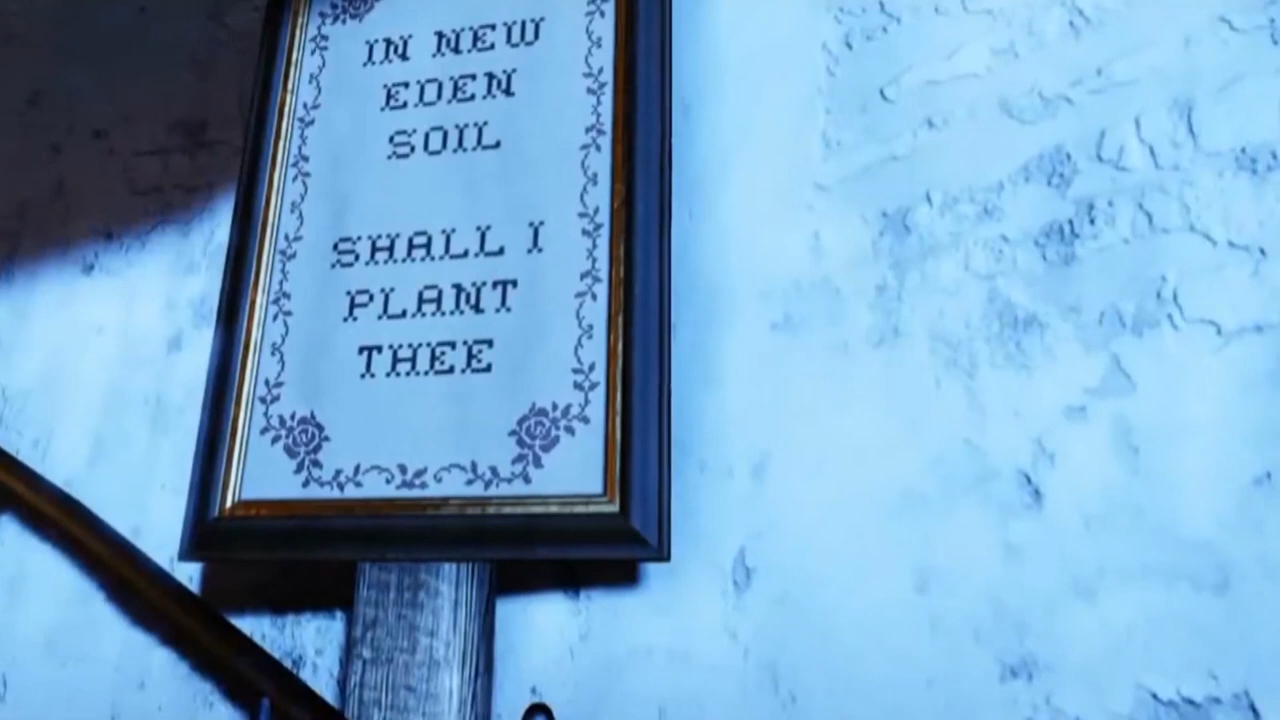 IN NEW
EDEN
SOIL
SHALL I
PLANT
THEE